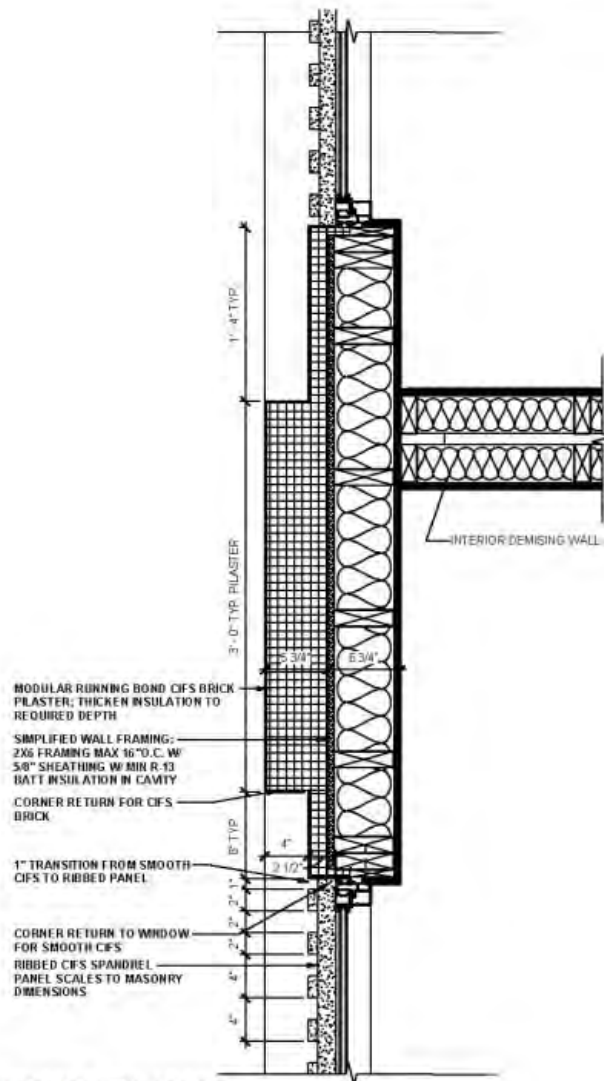 1'- 4" TYP.
3'- 0" TYP. PILASTER
INTERIOR DEMISING WALL
5 3/4"
6 3/4"
MODULAR RUNNING BOND CIFS BRICK
PILASTER; THICKEN INSULATION TO
REQUIRED DEPTH
SIMPLIFIED WALL FRAMING:
2X6 FRAMING MAX 16"O.C. W/
5/8" SHEATHING W/ MIN R-13
BATT INSULATION IN CAVITY
CORNER RETURN FOR CIFS
BRICK
8" TYP
4"
2 1/2"
1" TRANSITION FROM SMOOTH
CIFS TO RIBBED PANEL
1"
2"
2"
2"
CORNER RETURN TO WINDOW
FOR SMOOTH CIFS
RIBBED CIFS SPANDREL
PANEL SCALES TO MASONRY
DIMENSIONS
4"
4"